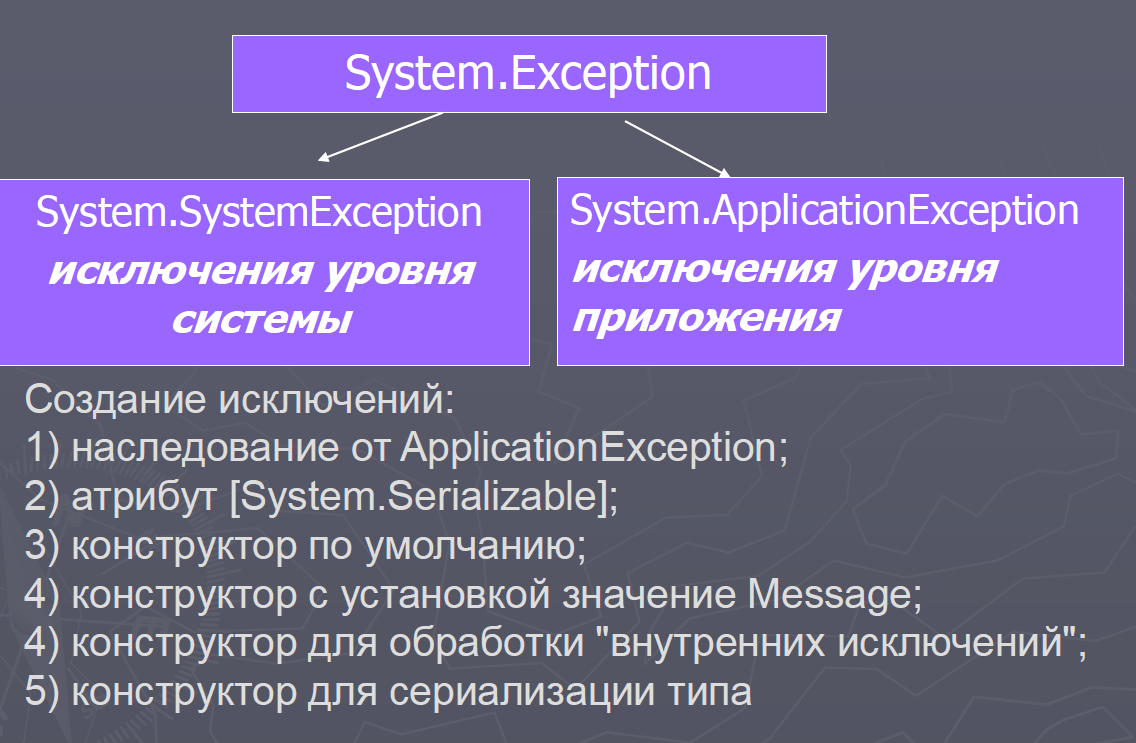 System.Exception
System.SystemException
исключения уровня
системы
System.ApplicationException
исключения уровня
приложения
Создание исключений:
1) наследование от ApplicationException;
2) атрибут [System.Serializable];
3) конструктор по умолчанию;
4) конструктор с установкой значение Message;
4) конструктор для обработки "внутренних исключений";
5) конструктор для сериализации типа